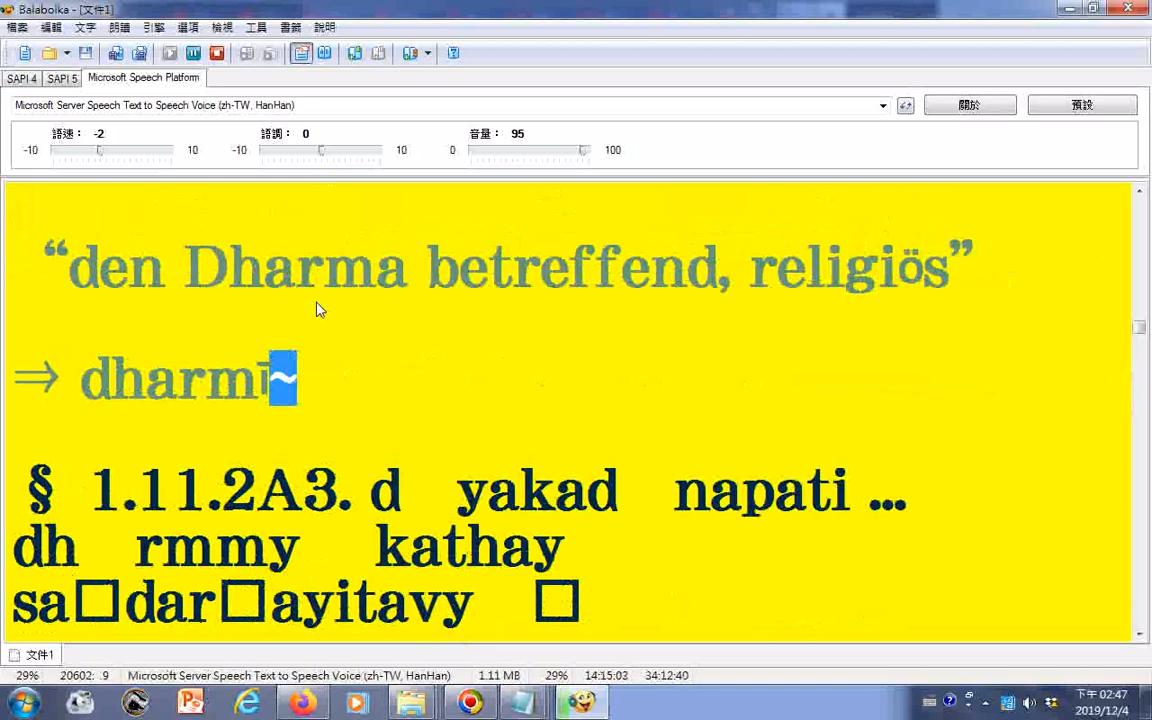 Balabolka - [文件1]
檔案 編輯 文字 朗讀 引擎 選項 檢視 工具 書籤 說明
SAPI 4 SAPI 5 Microsoft Speech Platform
Microsoft Server Speech Text to Speech Voice (zh-TW, HanHan) 關於 預設
語速： -2 語調： 0 音量： 95
-10 10 -10 10 0 100
“den Dharma betreffend, religiös”
⇒ dharmī~
§ 1.11.2A3. d yakad napati ...
dh rmmy kathay
sa□dar□ayitavy □
文件1
29% 20602: .9 Microsoft Server Speech Text to Speech Voice (zh-TW, HanHan) 1.11 MB 29% 14:15:03 34:12:40
下午 02:47
2019/12/4